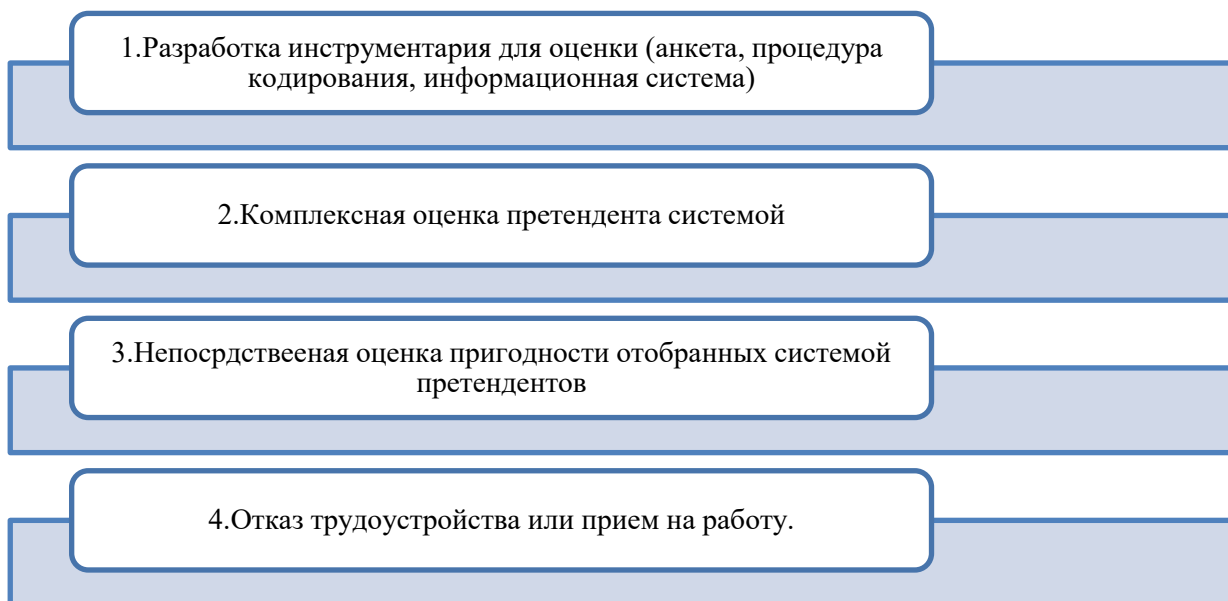 1.Разработка инструментария для оценки (анкета, процедура
кодирования, информационная система)
2.Комплексная оценка претендента системой
3.Непосрдствееная оценка пригодности отобранных системой
претендентов
4.Отказ трудоустройства или прием на работу.